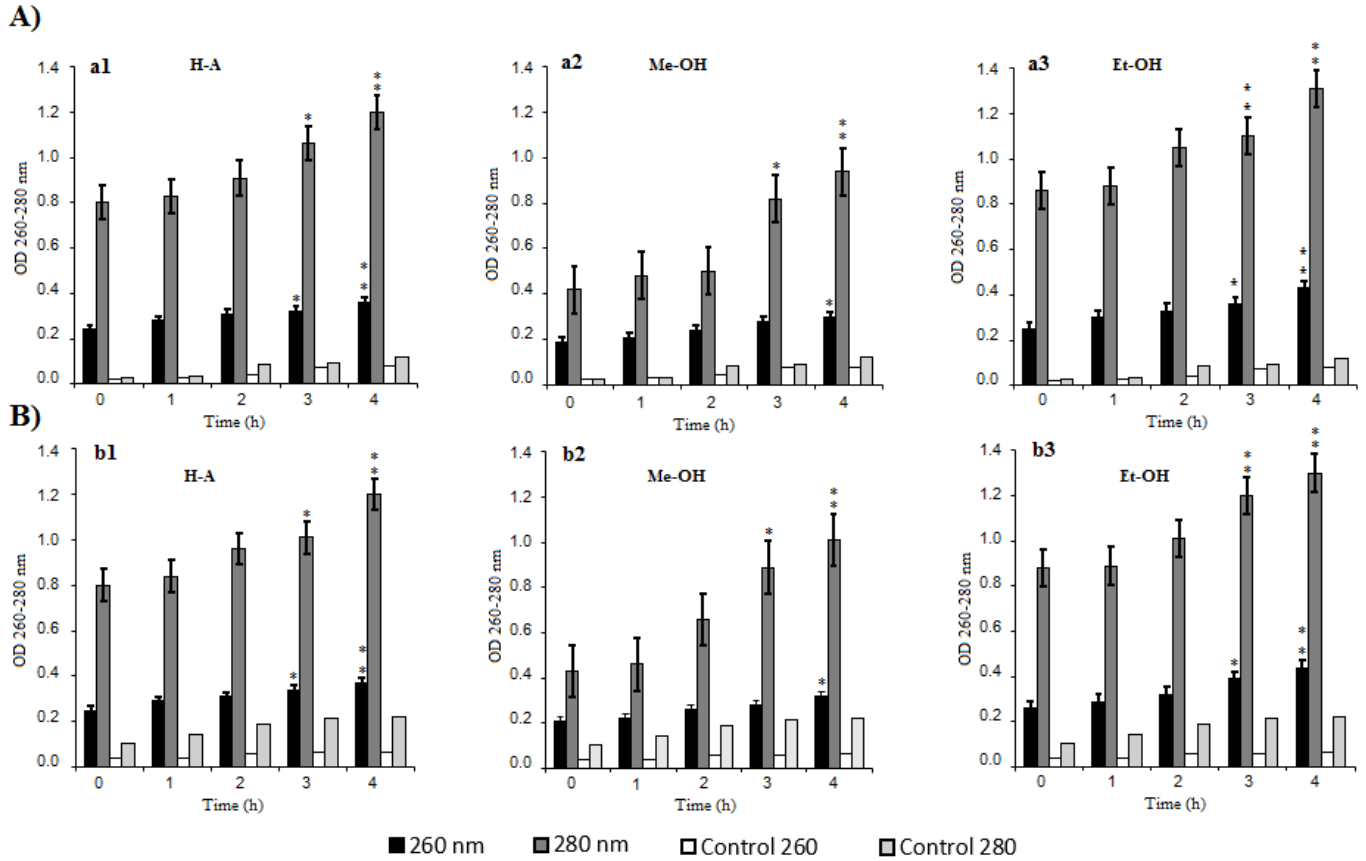 A)
a1 H-A
1.4
1.2
1.0
0.8
0.6
0.4
0.2
0.0
OD 260-280 nm
* * *
* * *
0 1 2 3 4
Time (h)
a2 Me-OH
1.4
1.2
1.0
0.8
0.6
0.4
0.2
0.0
OD 260-280 nm
* * *
*
0 1 2 3 4
Time (h)
a3 Et-OH
1.4
1.2
1.0
0.8
0.6
0.4
0.2
0.0
OD 260-280 nm
* * * *
* * *
0 1 2 3 4
Time (h)
B)
b1 H-A
1.4
1.2
1.0
0.8
0.6
0.4
0.2
0.0
OD 260-280 nm
* * *
* * *
0 1 2 3 4
Time (h)
b2 Me-OH
1.4
1.2
1.0
0.8
0.6
0.4
0.2
0.0
OD 260-280 nm
* * *
*
0 1 2 3 4
Time (h)
b3 Et-OH
1.4
1.2
1.0
0.8
0.6
0.4
0.2
0.0
OD 260-280 nm
* * * *
* * *
0 1 2 3 4
Time (h)
260 nm 280 nm Control 260 Control 280